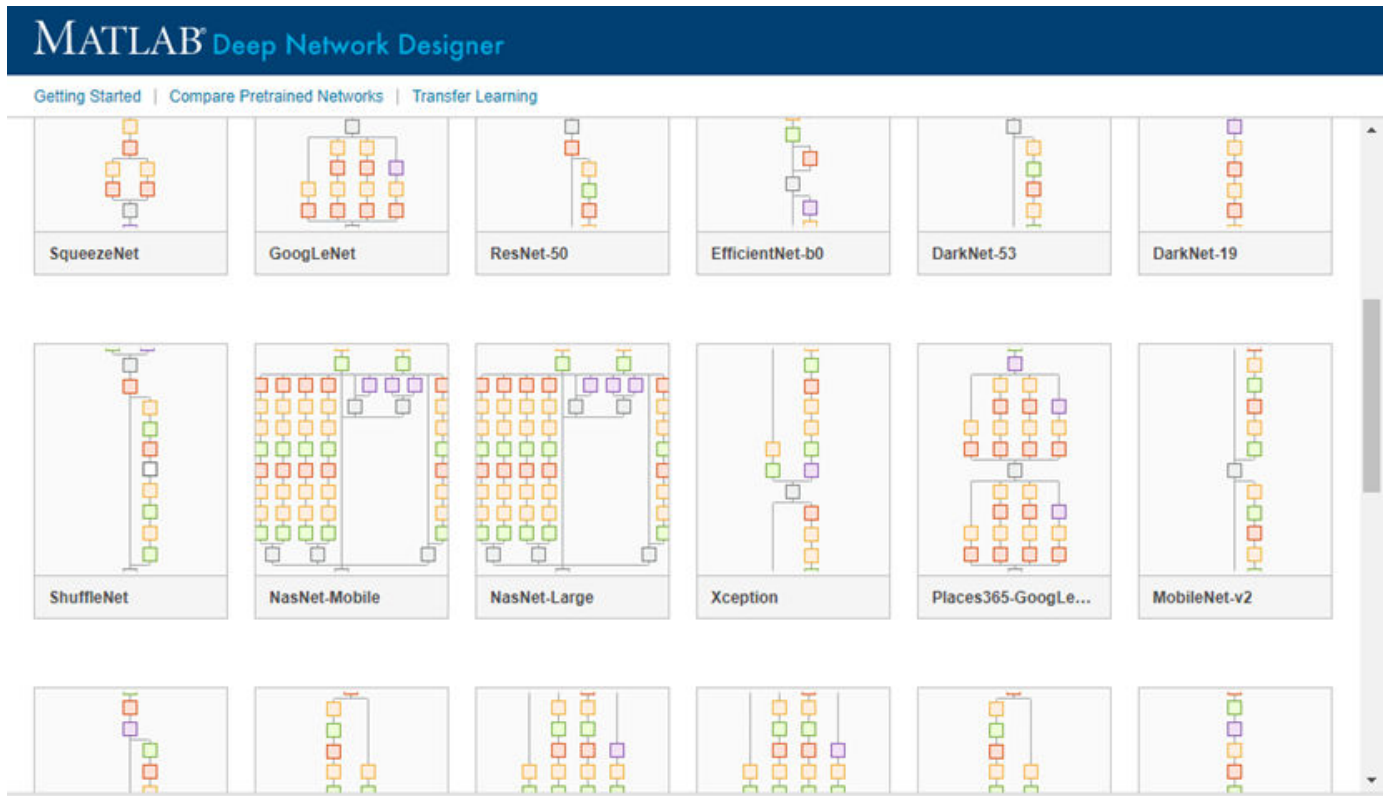 MATLAB® Deep Network Designer
Getting Started | Compare Pretrained Networks | Transfer Learning
SqueezeNet GoogLeNet ResNet-50 EfficientNet-b0 DarkNet-53 DarkNet-19
ShuffleNet NasNet-Mobile NasNet-Large Xception Places365-GoogLe... MobileNet-v2